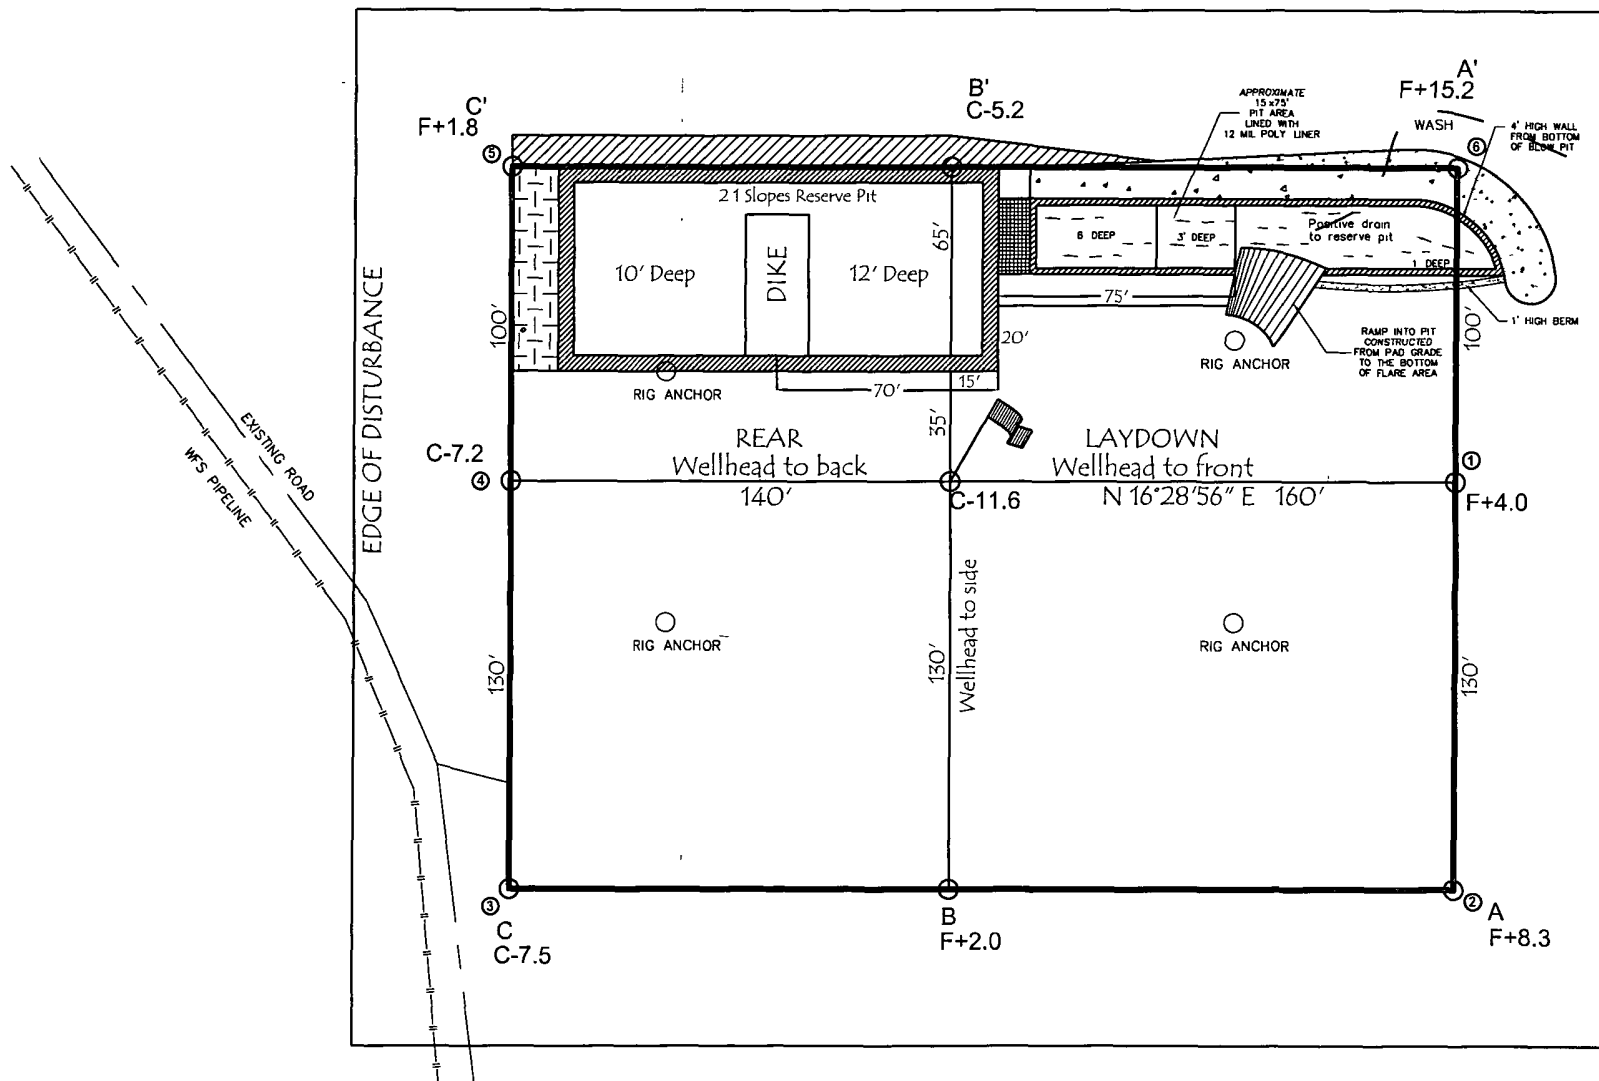 C'
F+1.8
⑤
B'
C-5.2
A'
F+15.2
⑥
APPROXIMATE
15 x75'
PIT AREA
LINED WITH
12 MIL POLY LINER
WASH
4' HIGH WALL
FROM BOTTOM
OF BLOW PIT
21 Slopes Reserve Pit
10' Deep
DIKE
12' Deep
65'
6 DEEP
3' DEEP
Positive drain
to reserve pit
1 DEEP
75'
1' HIGH BERM
100'
20'
100'
RAMP INTO PIT
CONSTRUCTED
FROM PAD GRADE
TO THE BOTTOM
OF FLARE AREA
RIG ANCHOR
RIG ANCHOR
70'
15'
35'
EDGE OF DISTURBANCE
EXISTING ROAD
WFS PIPELINE
C-7.2
④
REAR
Wellhead to back
140'
LAYDOWN
Wellhead to front
N 16°28'56" E 160'
C-11.6
①
F+4.0
Wellhead to side
130'
130'
130'
RIG ANCHOR
RIG ANCHOR
③
C
C-7.5
B
F+2.0
②
A
F+8.3